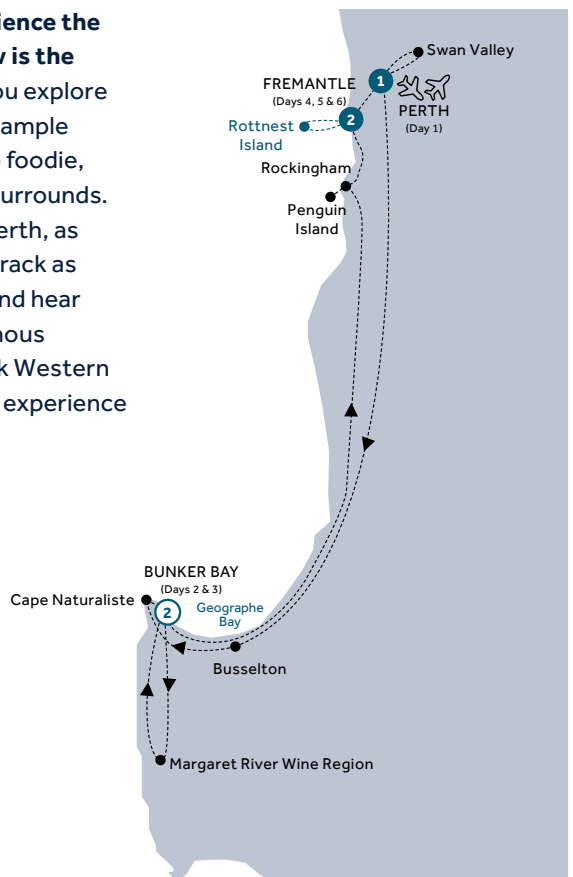 ience the
v is the
ou explore
ample
foodie,
urrounds.
erth, as
rack as
nd hear
nous
k Western
experience
Swan Valley
1
FREMANTLE
(Days 4, 5 & 6)
PERTH
(Day 1)
2
Rottnest
Island
Rockingham
Penguin
Island
BUNKER BAY
(Days 2 & 3)
Cape Naturaliste
2
Geographe
Bay
Busselton
Margaret River Wine Region